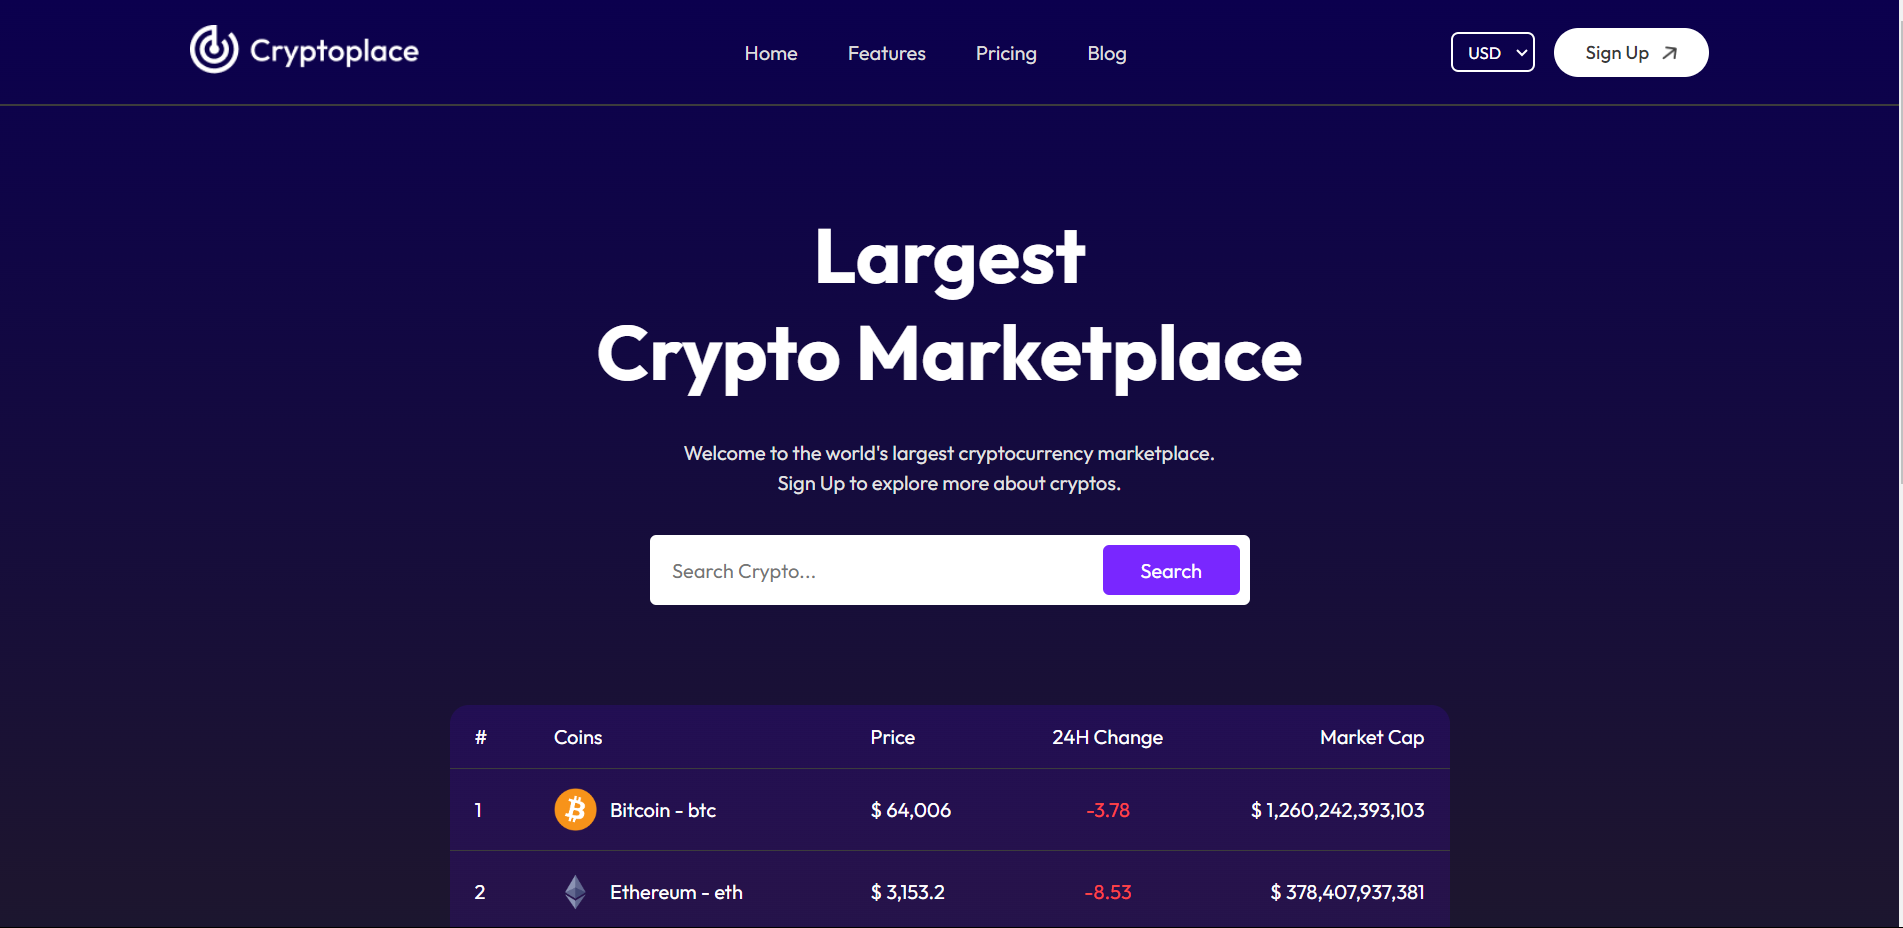 Cryptoplace
Home Features Pricing Blog
USD
Sign Up
Largest
Crypto Marketplace
Welcome to the world's largest cryptocurrency marketplace.
Sign Up to explore more about cryptos.
Search Crypto...
Search
# Coins Price 24H Change Market Cap
1 Bitcoin - btc $ 64,006 -3.78 $ 1,260,242,393,103
2 Ethereum - eth $ 3,153.2 -8.53 $ 378,407,937,381